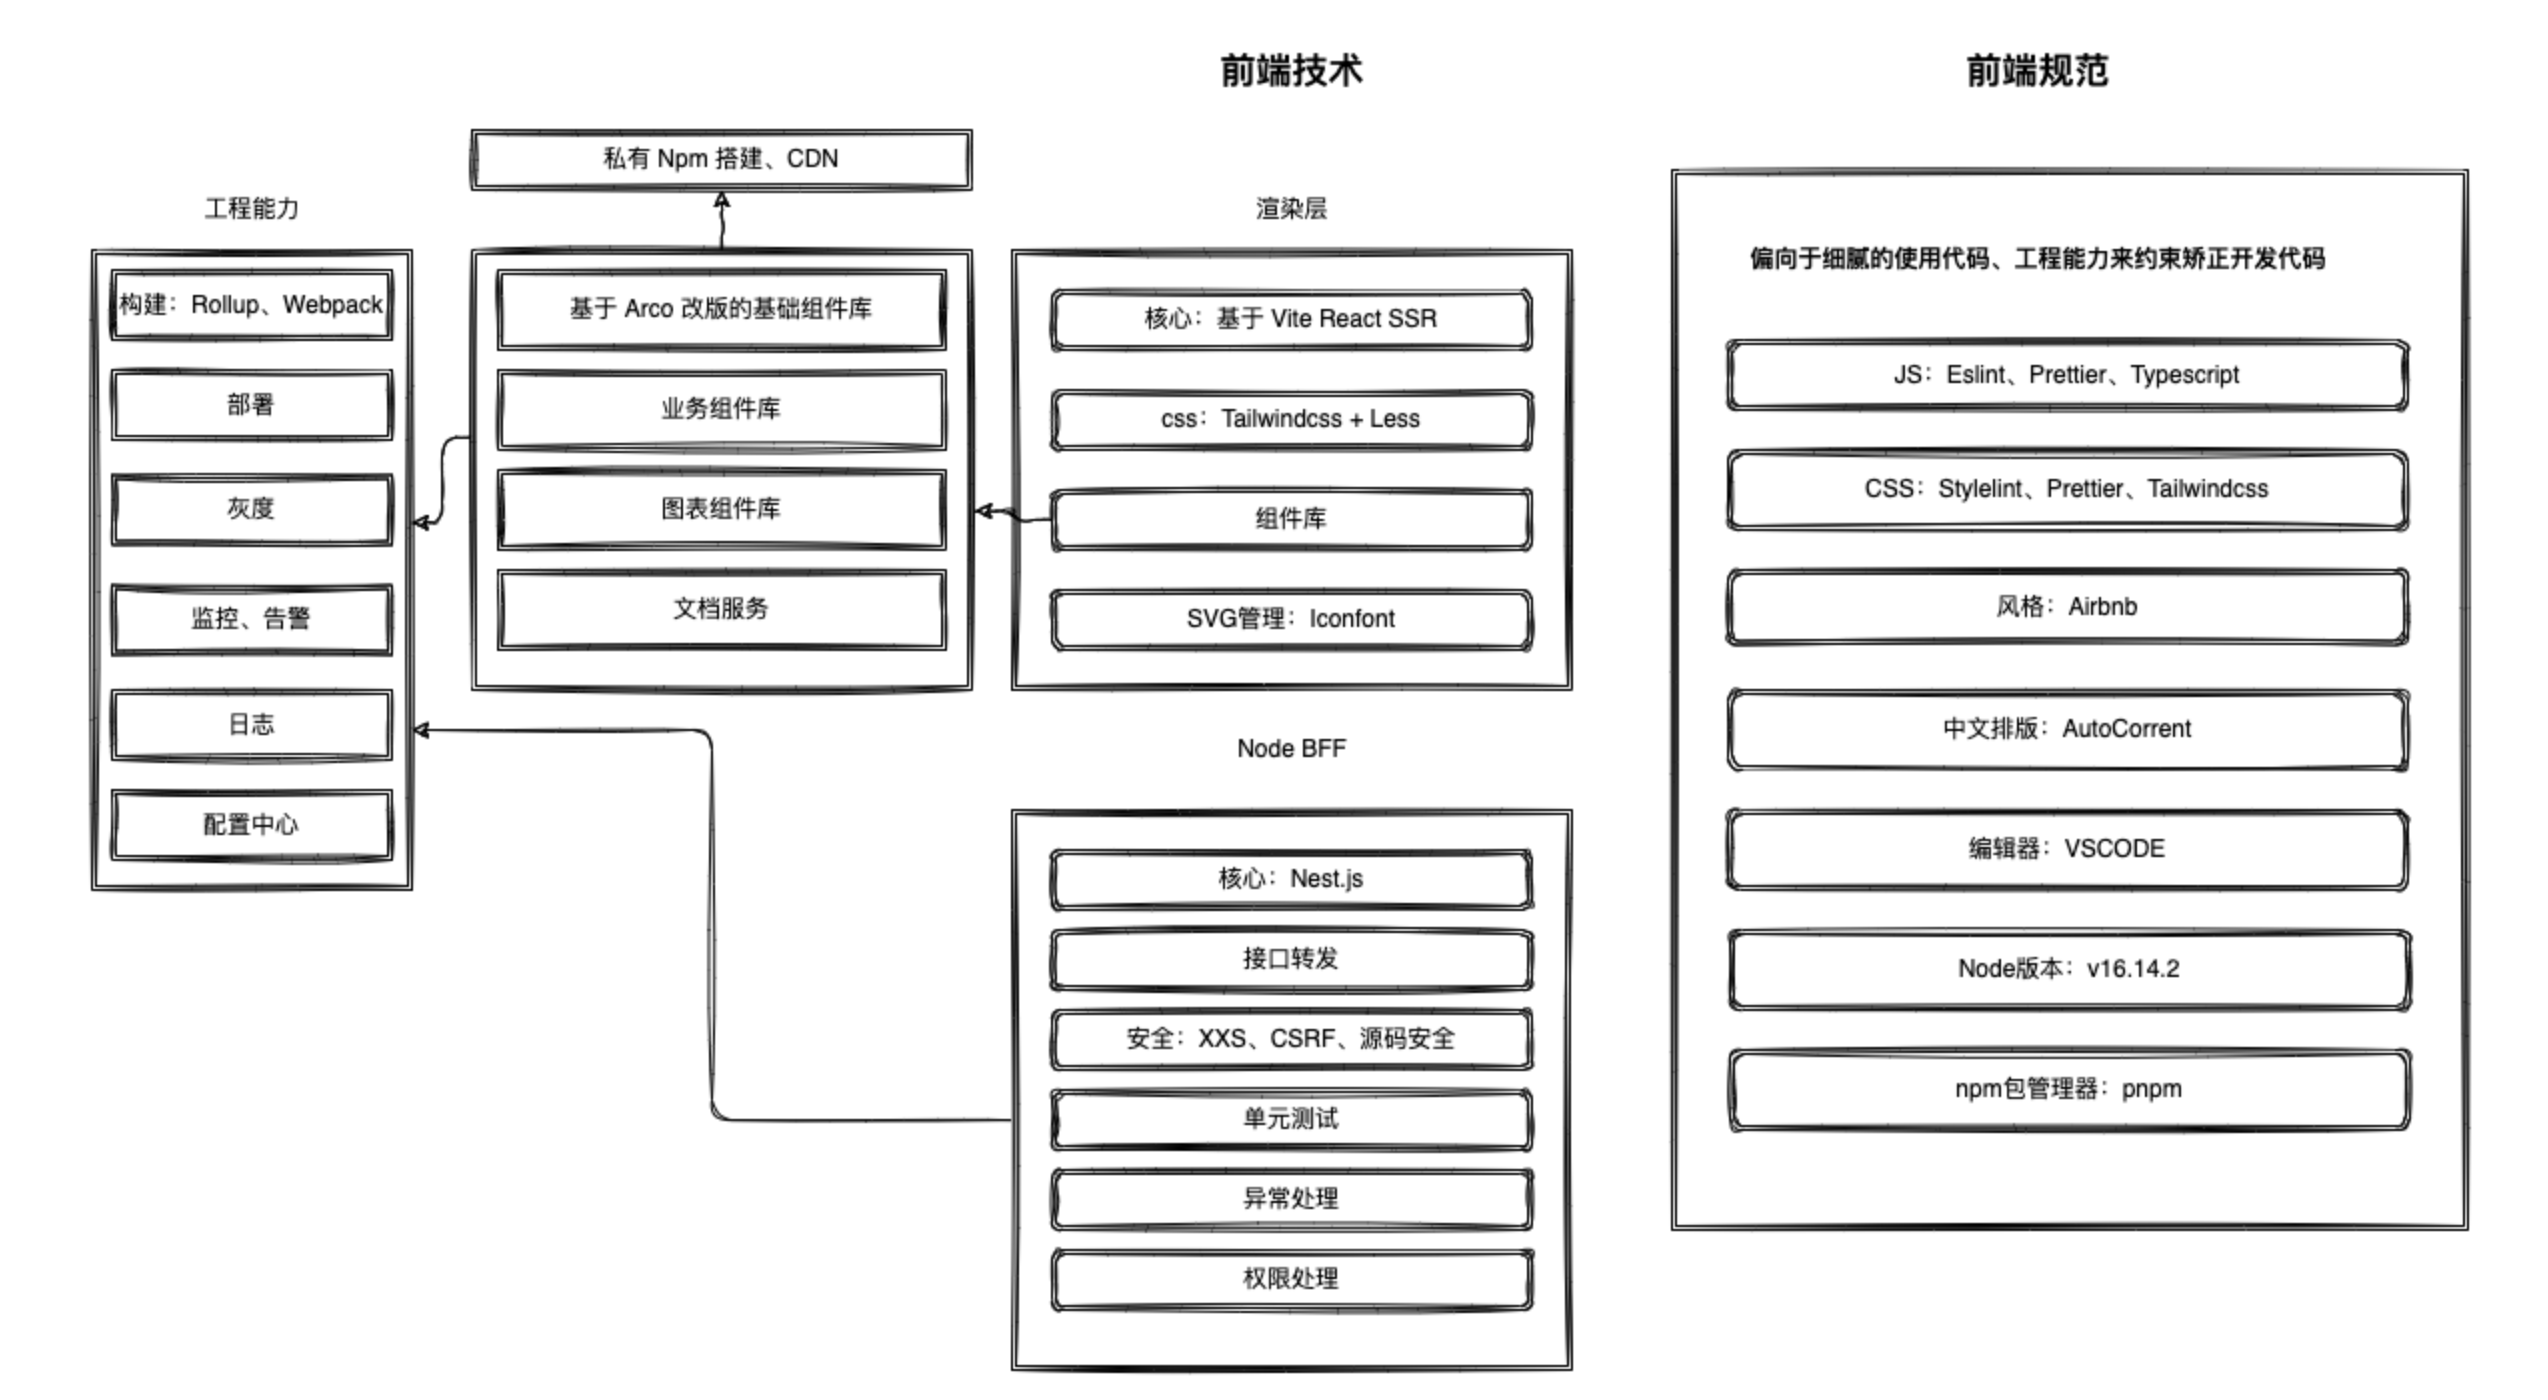 前端技术
前端规范
私有 Npm 搭建、CDN
工程能力
构建：Rollup、Webpack
部署
灰度
监控、告警
日志
配置中心
基于 Arco 改版的基础组件库
业务组件库
图表组件库
文档服务
渲染层
核心：基于 Vite React SSR
css：Tailwindcss + Less
组件库
SVG管理：Iconfont
Node BFF
核心：Nest.js
接口转发
安全：XXS、CSRF、源码安全
单元测试
异常处理
权限处理
偏向于细腻的使用代码、工程能力来约束矫正开发代码
JS：Eslint、Prettier、Typescript
CSS：Stylelint、Prettier、Tailwindcss
风格：Airbnb
中文排版：AutoCorrent
编辑器：VSCODE
Node版本：v16.14.2
npm包管理器：pnpm